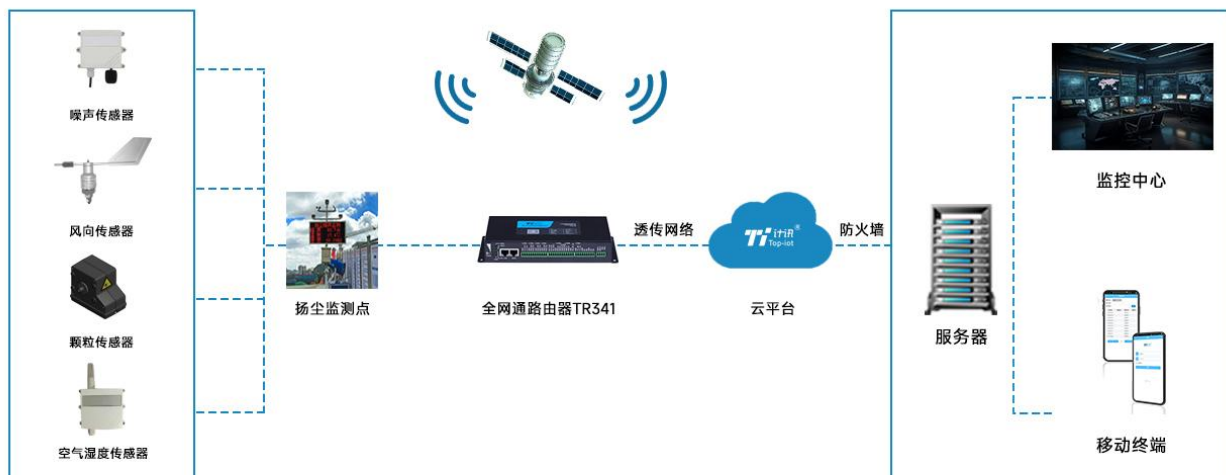 噪声传感器
风向传感器
颗粒传感器
空气湿度传感器
扬尘监测点
全网通路由器TR341
透传网络
Ti 计讯®
Top-iot
云平台
防火墙
服务器
监控中心
移动终端